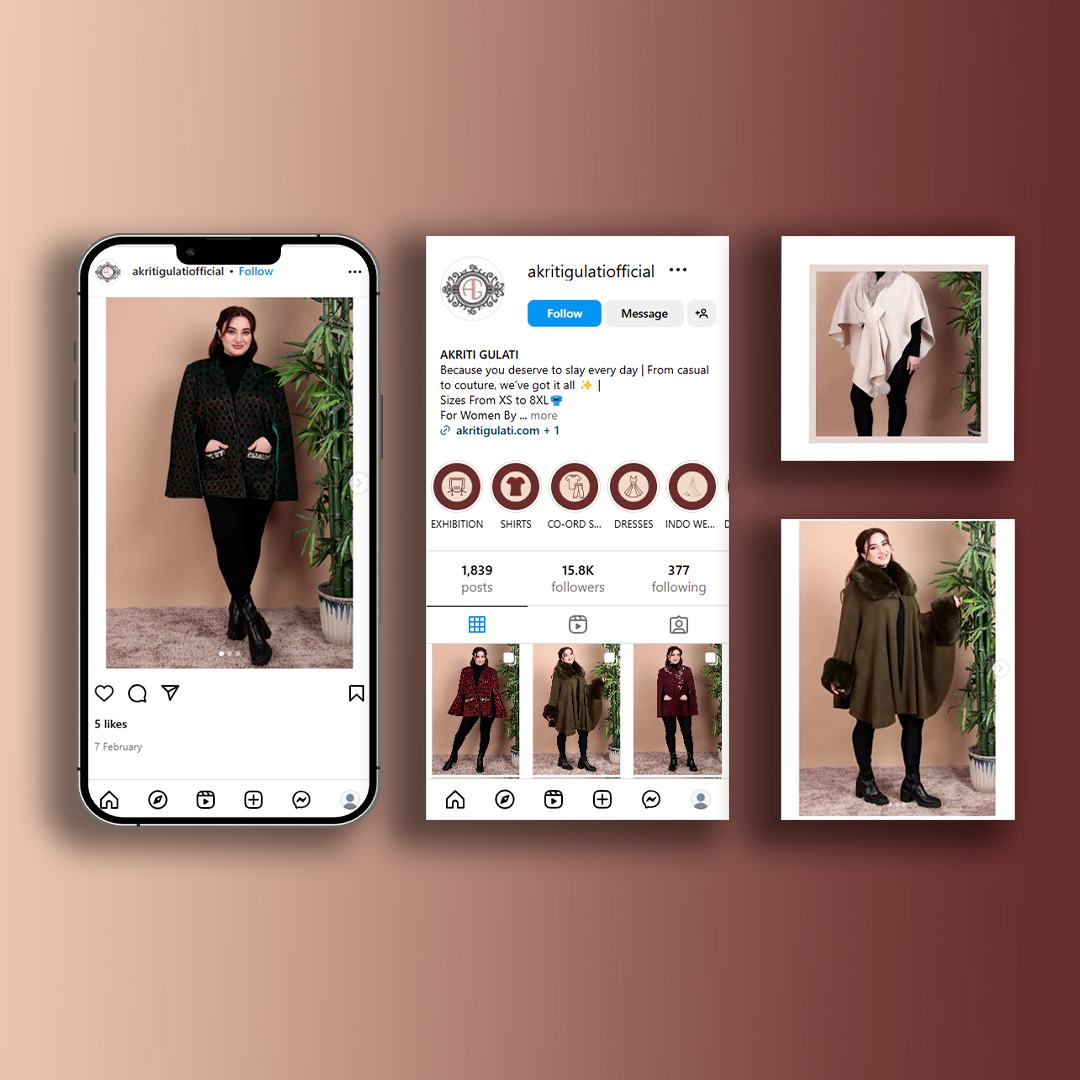 akritigulatiofficial • Follow
5 likes
7 February
AG
akritigulatiofficial
Follow Message
AKRITI GULATI
Because you deserve to slay every day | From casual
to couture, we've got it all ✨ |
Sizes From XS to 8XL👚
For Women By ... more
akritigulati.com + 1
EXHIBITION SHIRTS CO-ORD S... DRESSES INDO WE... D
1,839 15.8K 377
posts followers following